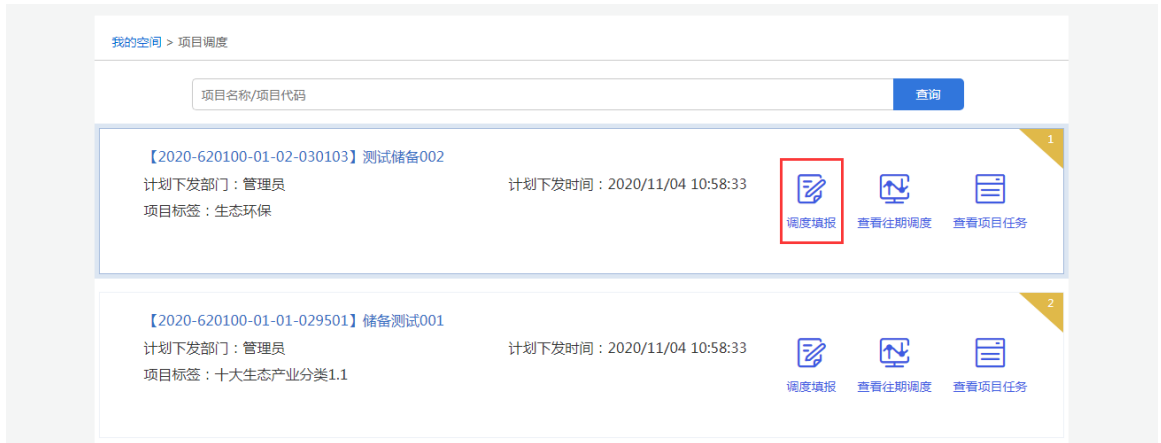 我的空间 > 项目调度
项目名称/项目代码 查询
1
【2020-620100-01-02-030103】测试储备002
计划下发部门：管理员 计划下发时间：2020/11/04 10:58:33
项目标签：生态环保
调度填报 查看往期调度 查看项目任务
2
【2020-620100-01-01-029501】储备测试001
计划下发部门：管理员 计划下发时间：2020/11/04 10:58:33
项目标签：十大生态产业分类1.1
调度填报 查看往期调度 查看项目任务